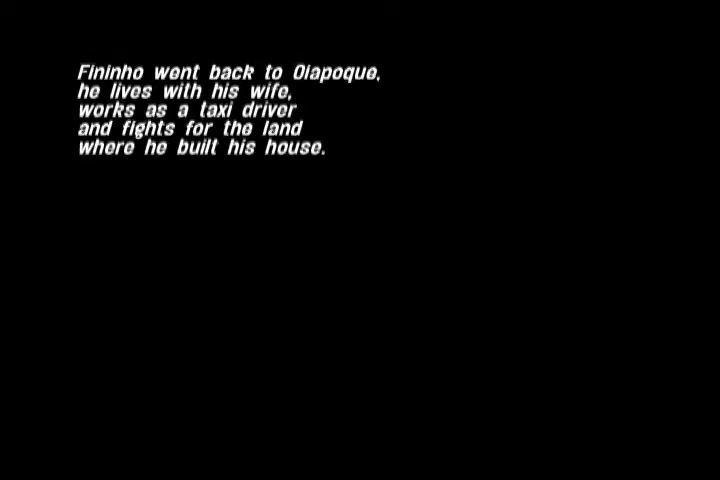 Fininho went back to Oiapoque,
he lives with his wife,
works as a taxi driver
and fights for the land
where he built his house.